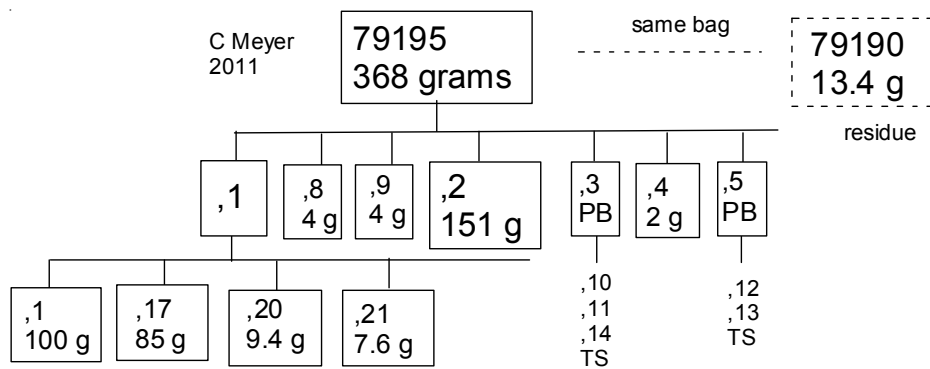 C Meyer
2011
79195
368 grams
same bag
79190
13.4 g
residue
,1
,8
4 g
,9
4 g
,2
151 g
,3
PB
,4
2 g
,5
PB
,1
100 g
,17
85 g
,20
9.4 g
,21
7.6 g
,10
,11
,14
TS
,12
,13
TS